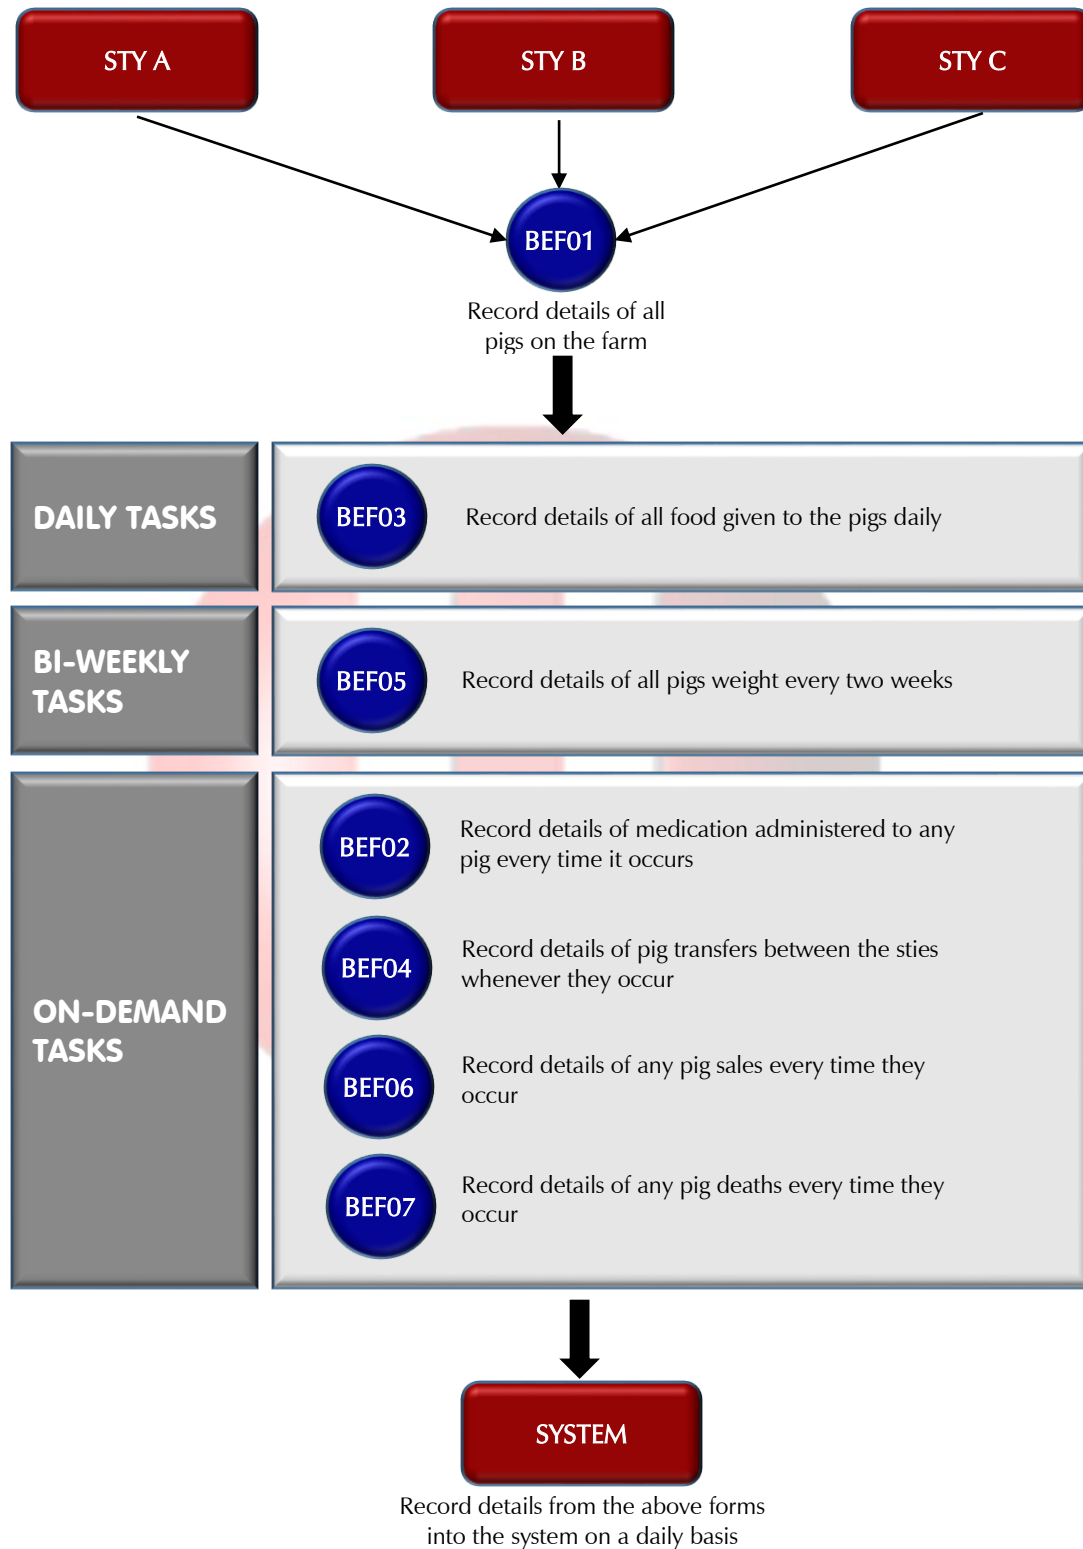 STY A
STY B
STY C
BEF01
Record details of all
pigs on the farm
DAILY TASKS
BEF03
Record details of all food given to the pigs daily
BI-WEEKLY
TASKS
BEF05
Record details of all pigs weight every two weeks
ON-DEMAND
TASKS
BEF02
Record details of medication administered to any
pig every time it occurs
BEF04
Record details of pig transfers between the sties
whenever they occur
BEF06
Record details of any pig sales every time they
occur
BEF07
Record details of any pig deaths every time they
occur
SYSTEM
Record details from the above forms
into the system on a daily basis